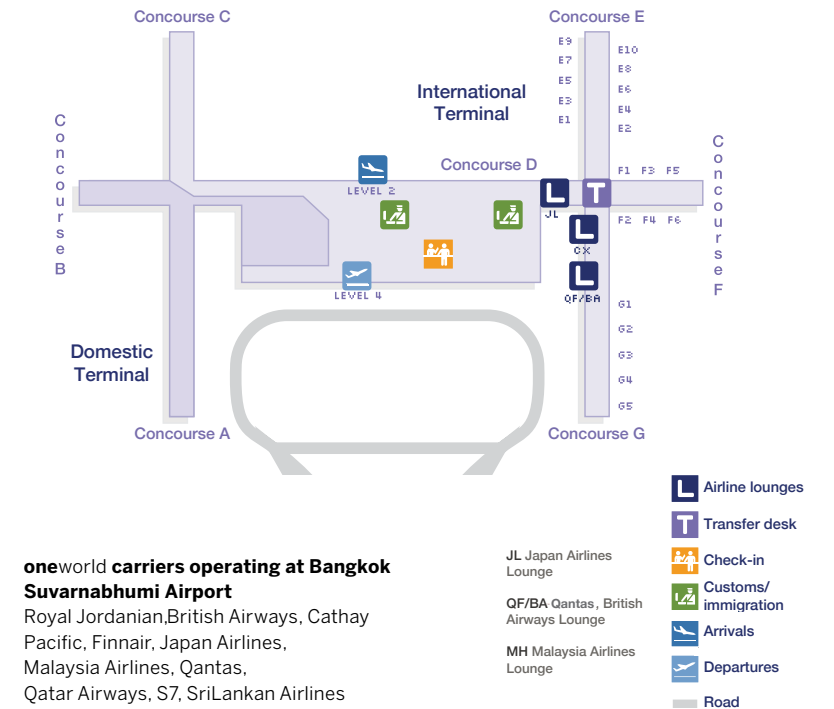 Concourse C
Concourse E
E9
E10
E7
E8
E5
E6
E3
E4
E1
E2
International
Terminal
Concourse B
Concourse D
Concourse F
F1 F3 F5
LEVEL 2
L
T
JL
F2 F4 F6
L
CX
L
LEVEL 4
QF/BA
G1
G2
G3
G4
G5
Domestic
Terminal
Concourse A
Concourse G
L Airline lounges
T Transfer desk
Check-in
Customs/
immigration
Arrivals
Departures
Road
oneworld carriers operating at Bangkok
Suvarnabhumi Airport
Royal Jordanian,British Airways, Cathay
Pacific, Finnair, Japan Airlines,
Malaysia Airlines, Qantas,
Qatar Airways, S7, SriLankan Airlines
JL Japan Airlines
Lounge
QF/BA Qantas, British
Airways Lounge
MH Malaysia Airlines
Lounge